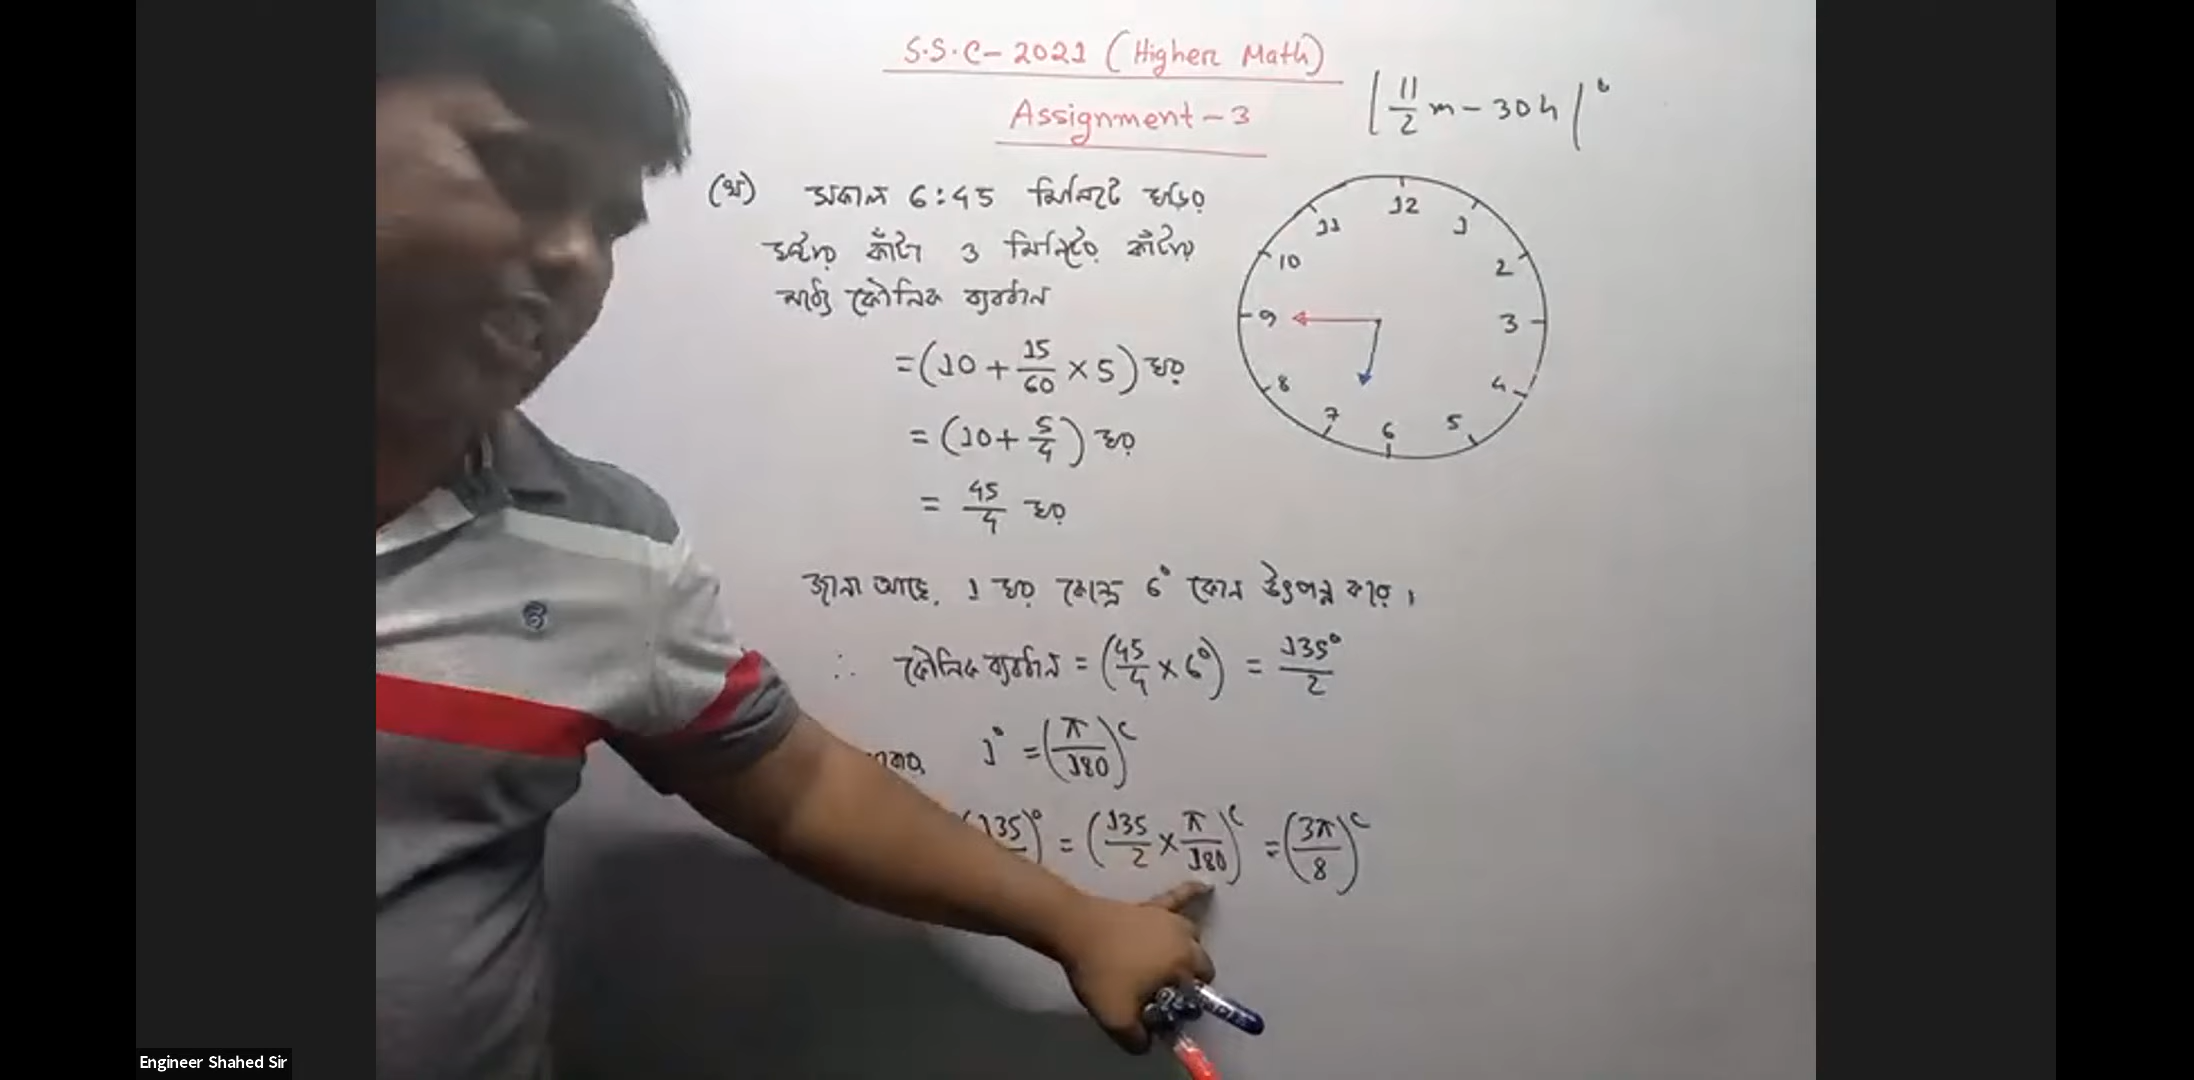 S.S.C - 2021 (Higher Math)
Assignment - 3
|11/2 m - 30h|°
(খ) সকাল 6:45 মিনিটে ঘড়ির
ঘন্টার কাঁটা ও মিনিটের কাঁটার
মধ্যে কৌনিক ব্যবধান
= (10 + 15/60 × 5) ঘর
= (10 + 5/4) ঘর
= 45/4 ঘর
12
1
2
3
4
5
6
7
8
9
10
11
জানা আছে, 1 ঘর কেন্দ্রে 6° কোন উৎপন্ন করে।
∴ কৌনিক ব্যবধান = (45/4 × 6°) = 135°/2
1° = (π/180)^c
135)° = (135/2 × π/180)^c = (3π/8)^c
Engineer Shahed Sir